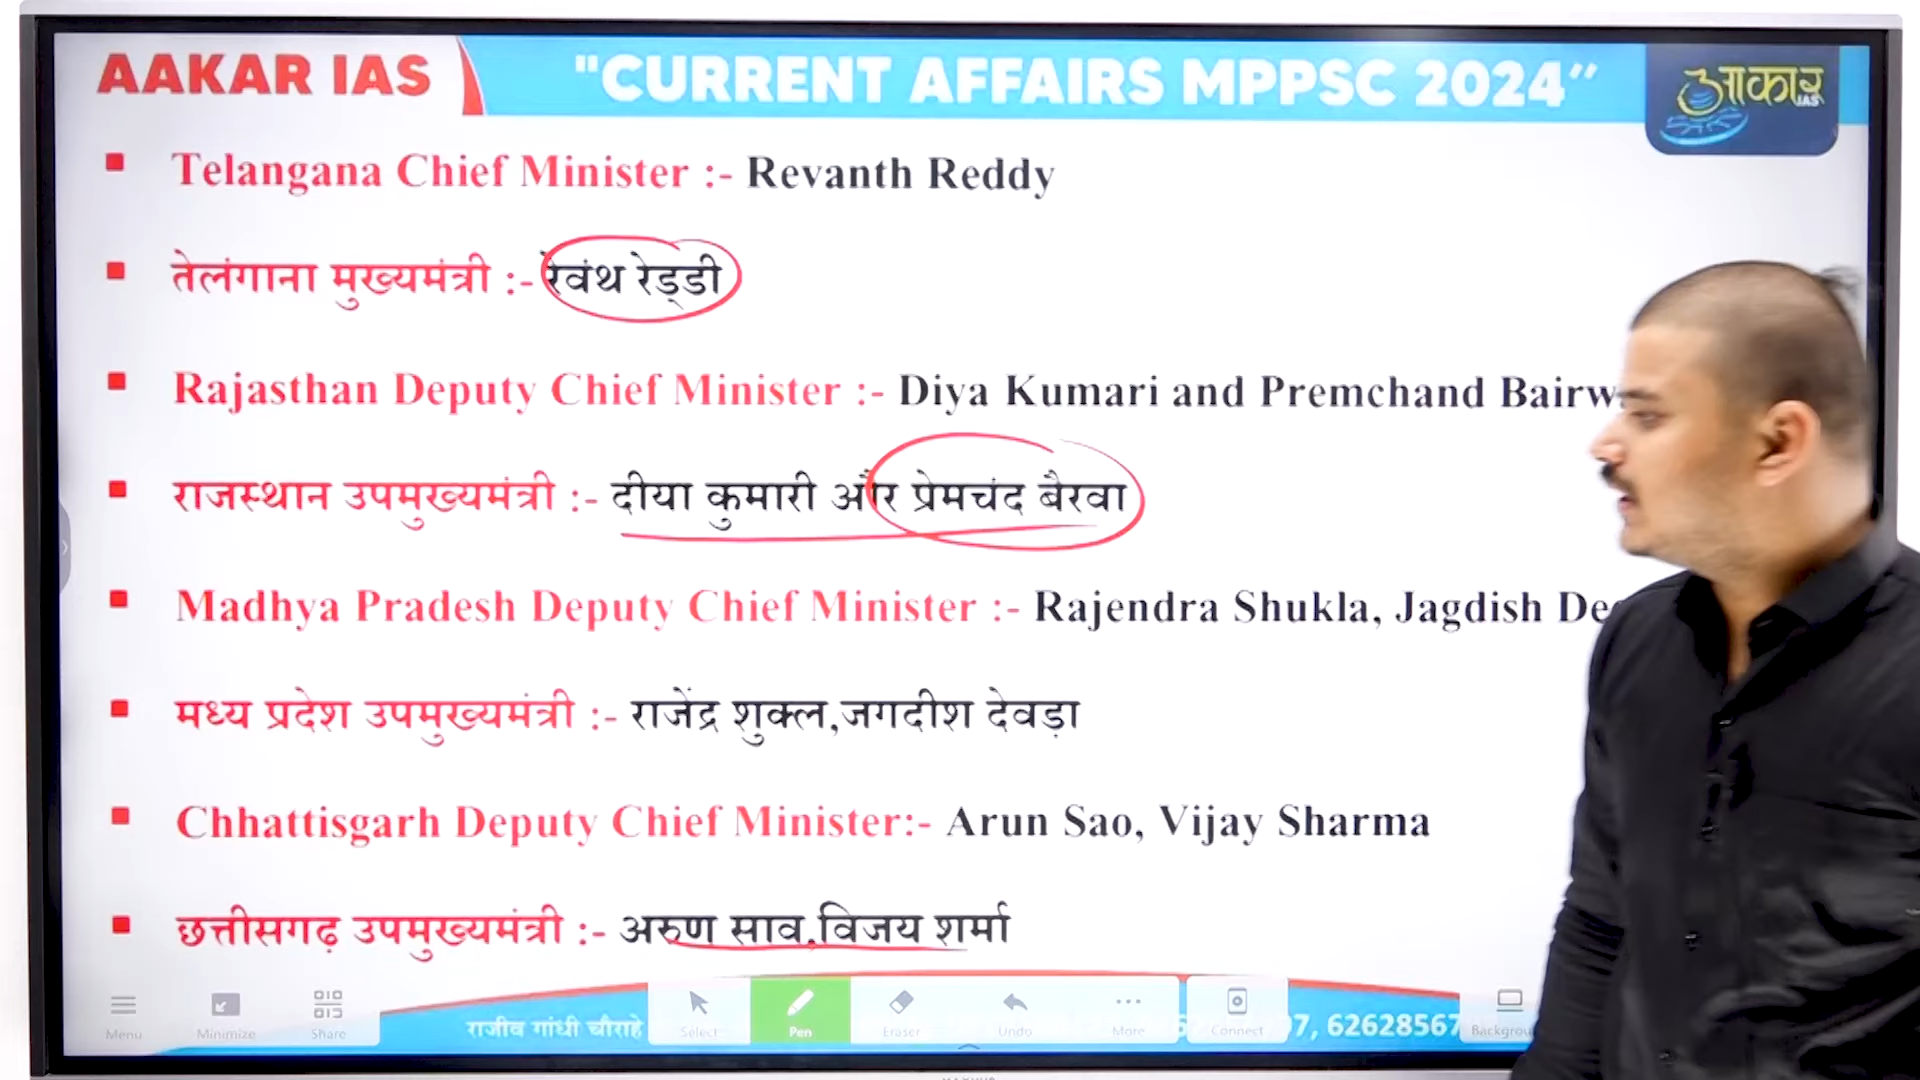 AAKAR IAS
"CURRENT AFFAIRS MPPSC 2024”
आकार
IAS
Telangana Chief Minister :- Revanth Reddy
तेलंगाना मुख्यमंत्री :- रेवंथ रेड्डी
Rajasthan Deputy Chief Minister :- Diya Kumari and Premchand Bairw
राजस्थान उपमुख्यमंत्री :- दीया कुमारी और प्रेमचंद बैरवा
Madhya Pradesh Deputy Chief Minister :- Rajendra Shukla, Jagdish De
मध्य प्रदेश उपमुख्यमंत्री :- राजेंद्र शुक्ल,जगदीश देवड़ा
Chhattisgarh Deputy Chief Minister:- Arun Sao, Vijay Sharma
छत्तीसगढ़ उपमुख्यमंत्री :- अरुण साव,विजय शर्मा
Menu Minimize Share राजीव गांधी चौराहे Select Pen Eraser Undo More Connect 97, 6262856 Backgrou